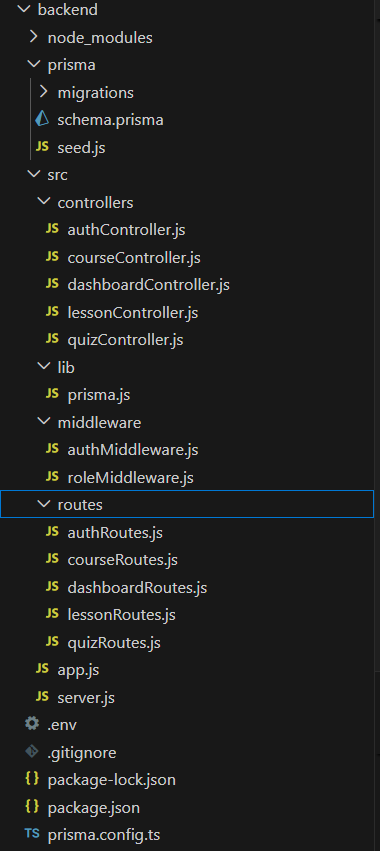 backend
node_modules
prisma
migrations
schema.prisma
JS seed.js
src
controllers
JS authController.js
JS courseController.js
JS dashboardController.js
JS lessonController.js
JS quizController.js
lib
JS prisma.js
middleware
JS authMiddleware.js
JS roleMiddleware.js
routes
JS authRoutes.js
JS courseRoutes.js
JS dashboardRoutes.js
JS lessonRoutes.js
JS quizRoutes.js
JS app.js
JS server.js
.env
.gitignore
{} package-lock.json
{} package.json
TS prisma.config.ts